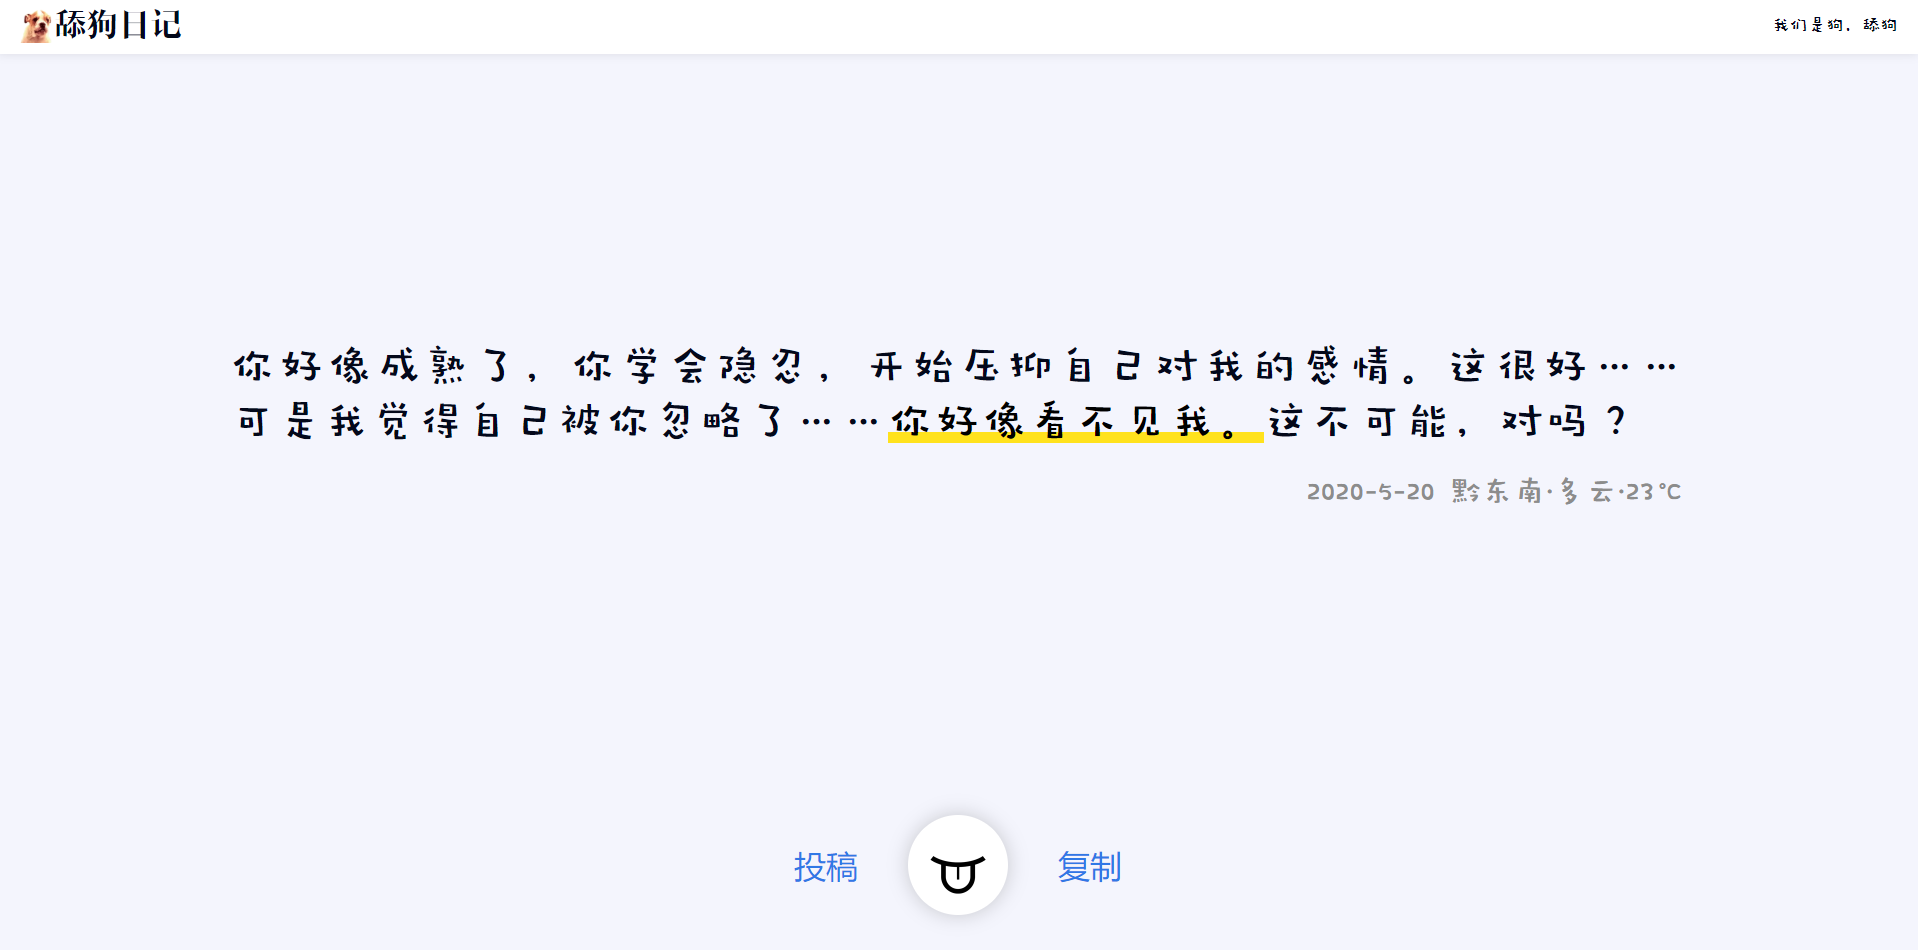 舔狗日记
我们是狗，舔狗
你好像成熟了，你学会隐忍，开始压抑自己对我的感情。这很好……
可是我觉得自己被你忽略了……你好像看不见我。这不可能，对吗？
2020-5-20 黔东南·多云·23℃
投稿
复制